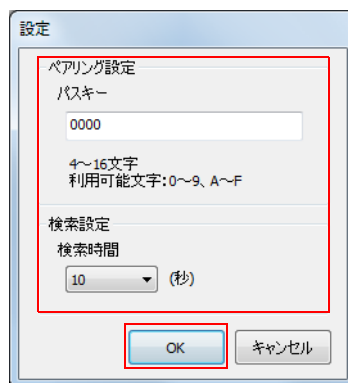 設定
ペアリング設定
パスキー
0000
4～16文字
利用可能文字:0～9、A～F
検索設定
検索時間
10 (秒)
OK キャンセル